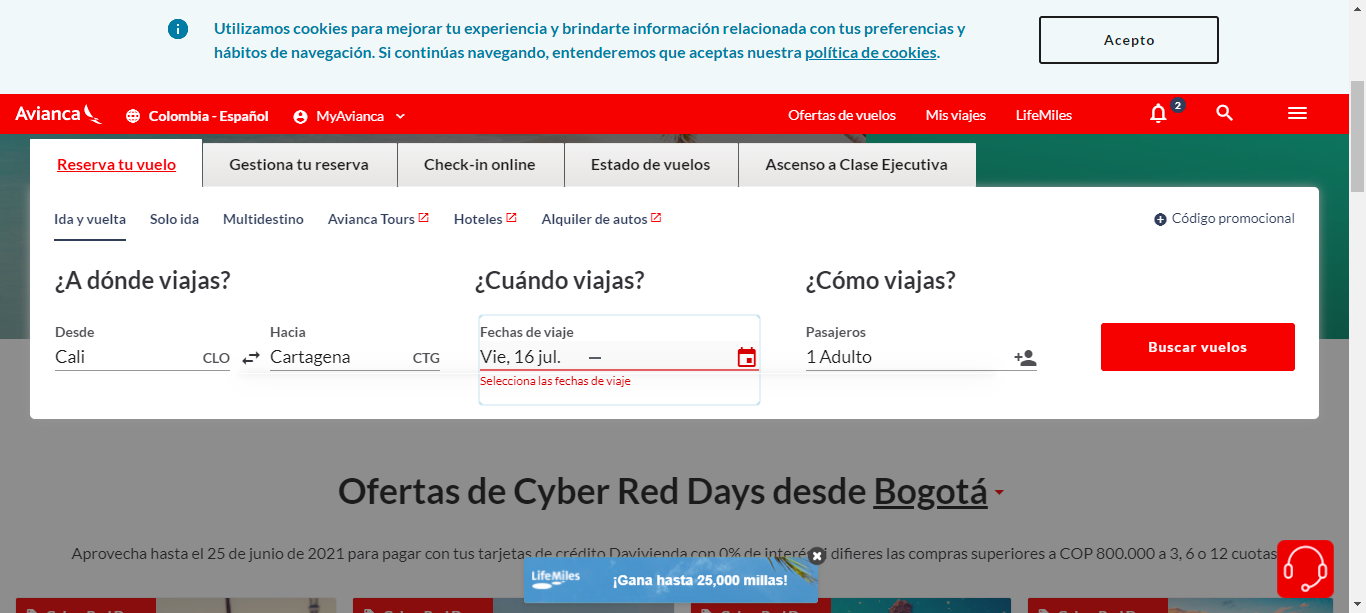 Utilizamos cookies para mejorar tu experiencia y brindarte información relacionada con tus preferencias y
hábitos de navegación. Si continúas navegando, entenderemos que aceptas nuestra política de cookies.
Acepto
Avianca
Colombia - Español
MyAvianca
Ofertas de vuelos
Mis viajes
LifeMiles
2
Reserva tu vuelo
Gestiona tu reserva
Check-in online
Estado de vuelos
Ascenso a Clase Ejecutiva
Ida y vuelta
Solo ida
Multidestino
Avianca Tours
Hoteles
Alquiler de autos
Código promocional
¿A dónde viajas?
¿Cuándo viajas?
¿Cómo viajas?
Desde
Hacia
Fechas de viaje
Pasajeros
Cali CLO
Cartagena CTG
Vie, 16 jul. —
1 Adulto
Buscar vuelos
Selecciona las fechas de viaje
Ofertas de Cyber Red Days desde Bogotá
Aprovecha hasta el 25 de junio de 2021 para pagar con tus tarjetas de crédito Davivienda con 0% de interés i difieres las compras superiores a COP 800.000 a 3, 6 o 12 cuotas
LifeMiles
¡Gana hasta 25,000 millas!